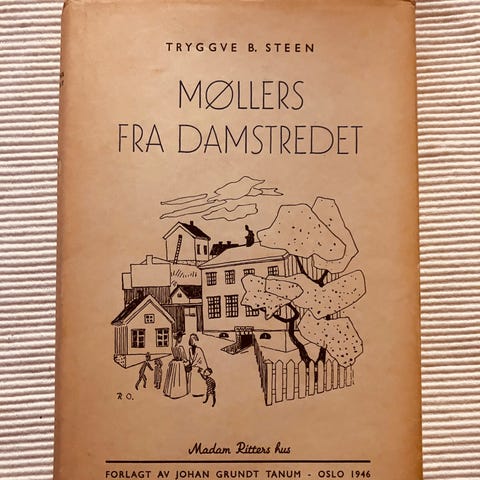 TRYGGVE B. STEEN
MØLLERS
FRA DAMSTREDET
R.O.
Madam Ritters hus
FORLAGT AV JOHAN GRUNDT TANUM - OSLO 1946